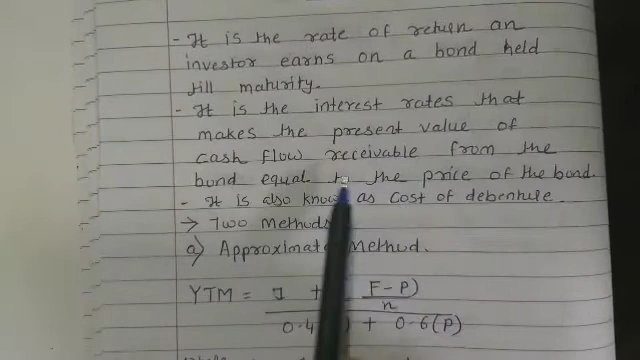 - It is the rate of return an
investor earns on a bond held
till maturity.
- It is the interest rates that
makes the present value of
cash flow receivable from the
bond equal to the price of the bond.
- It is also known as cost of debenture.
→ Two Methods
a) Approximate Method.
YTM = I + F-P)
n
0.4 ) + 0.6(P)